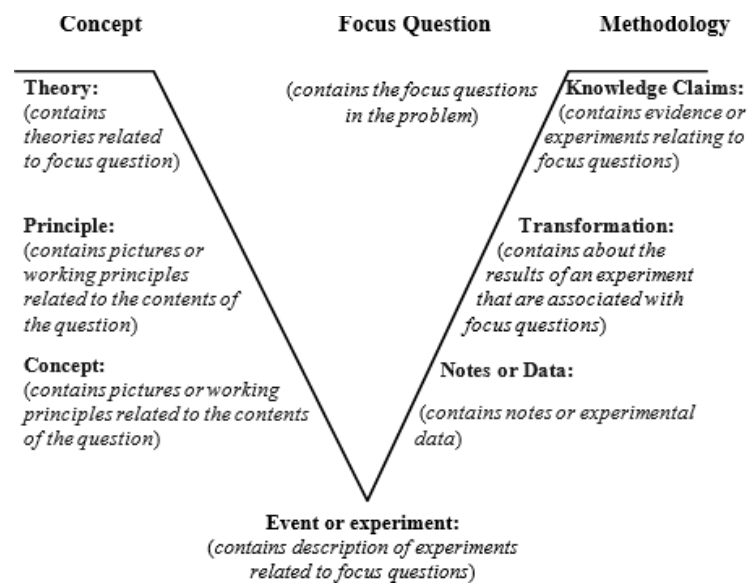 Concept
Focus Question
Methodology
Theory:
(contains
theories related
to focus question)
Principle:
(contains pictures or
working principles
related to the contents of
the question)
Concept:
(contains pictures or working
principles related to the contents
of the question)
(contains the focus questions
in the problem)
Knowledge Claims:
(contains evidence or
experiments relating to
focus questions)
Transformation:
(contains about the
results of an experiment
that are associated with
focus questions)
Notes or Data:
(contains notes or experimental
data)
Event or experiment:
(contains description of experiments
related to focus questions)